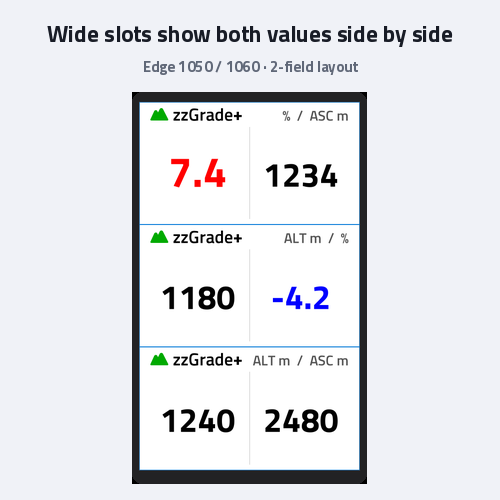 Wide slots show both values side by side
Edge 1050 / 1060 · 2-field layout
zzGrade+ % / ASC m
7.4 1234
zzGrade+ ALT m / %
1180 -4.2
zzGrade+ ALT m / ASC m
1240 2480